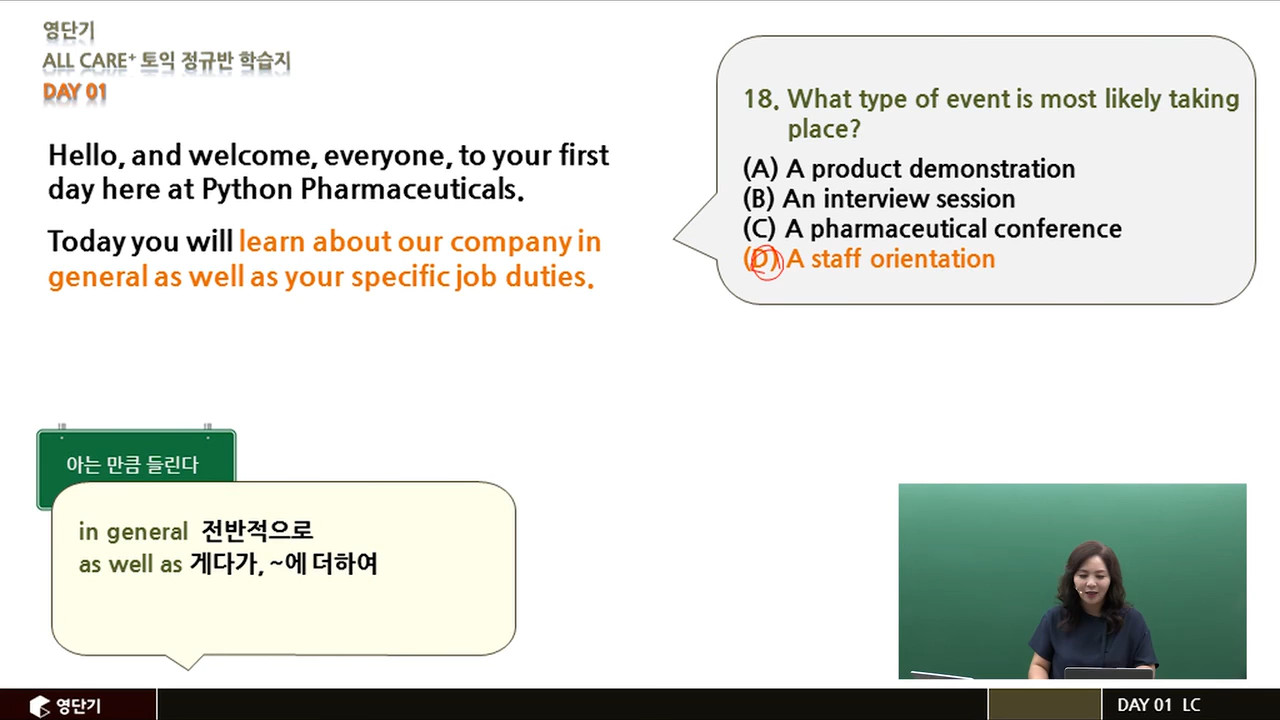 영단기
ALL CARE+ 토익 정규반 학습지
DAY 01
Hello, and welcome, everyone, to your first
day here at Python Pharmaceuticals.
Today you will learn about our company in
general as well as your specific job duties.
18. What type of event is most likely taking
place?
(A) A product demonstration
(B) An interview session
(C) A pharmaceutical conference
(D) A staff orientation
아는 만큼 들린다
in general 전반적으로
as well as 게다가, ~에 더하여
영단기
DAY 01 LC